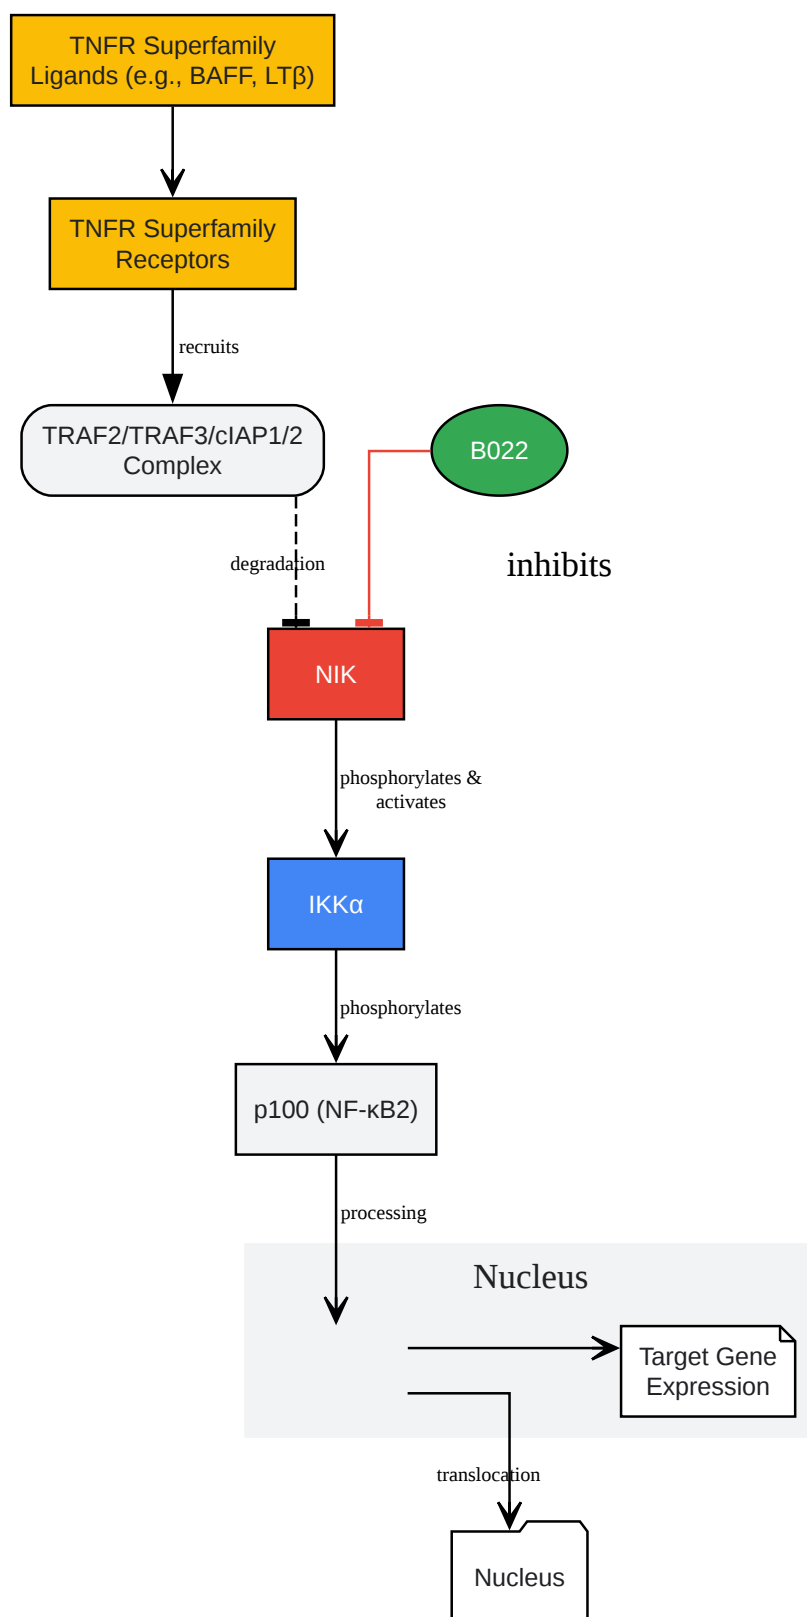 TNFR Superfamily
Ligands (e.g., BAFF, LTβ)
TNFR Superfamily
Receptors
recruits
TRAF2/TRAF3/cIAP1/2
Complex
B022
degradation
inhibits
NIK
phosphorylates &
activates
IKKα
phosphorylates
p100 (NF-κB2)
processing
Nucleus
Target Gene
Expression
translocation
Nucleus